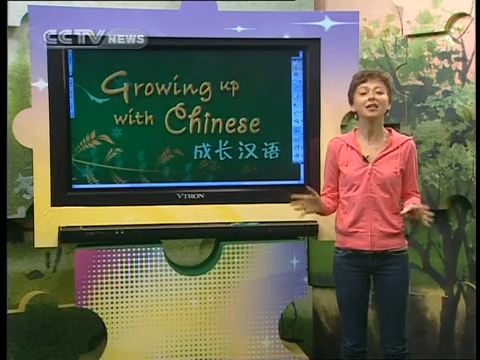 CCTV NEWS
Growing up
with Chinese
成长汉语
VTRON